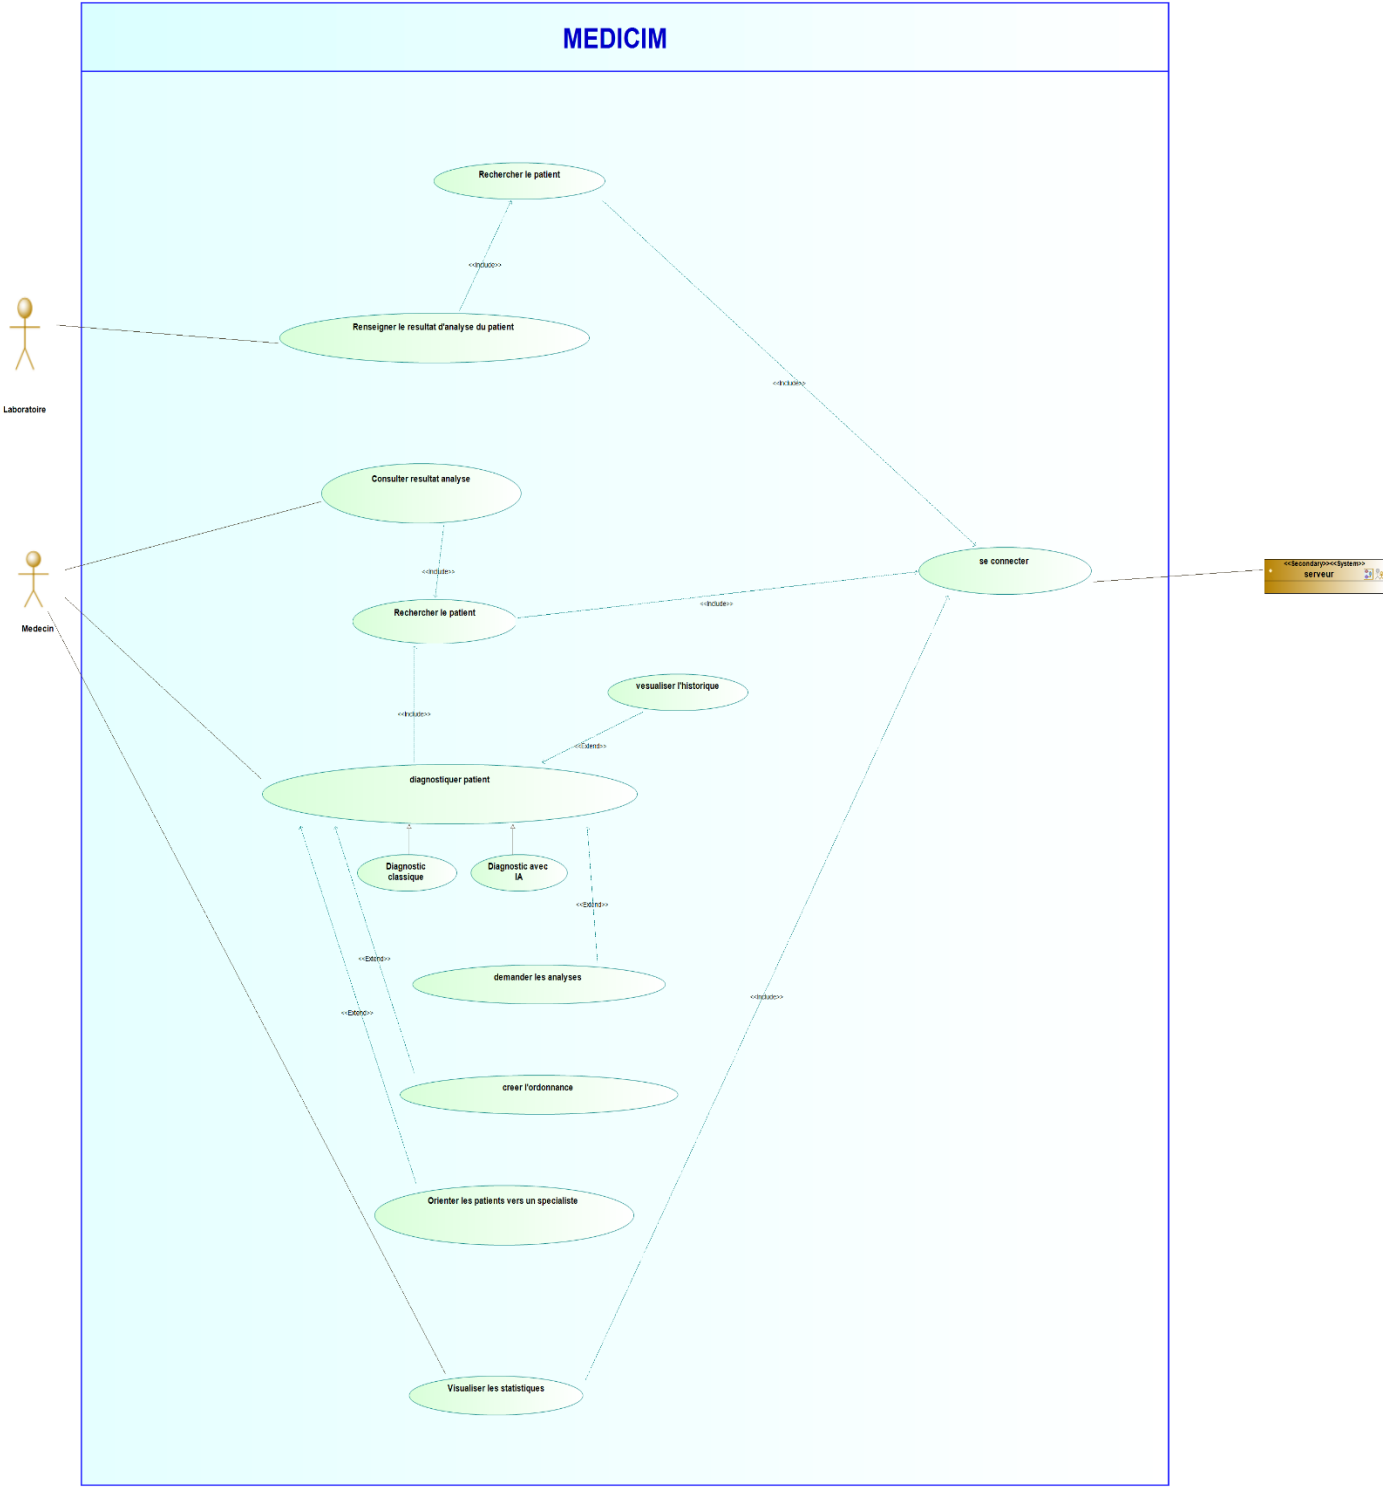 MEDICIM
Rechercher le patient
<<Include>>
Renseigner le resultat d'analyse du patient
<<Include>>
Laboratoire
Consulter resultat analyse
se connecter
<<Secondary>><<System>>
serveur
<<Include>>
<<Include>>
Rechercher le patient
Medecin
vesualiser l'historique
<<Include>>
<<Extend>>
diagnostiquer patient
Diagnostic
classique
Diagnostic avec
IA
<<Extend>>
<<Extend>>
demander les analyses
<<Include>>
<<Extend>>
creer l'ordonnance
Orienter les patients vers un specialiste
Visualiser les statistiques